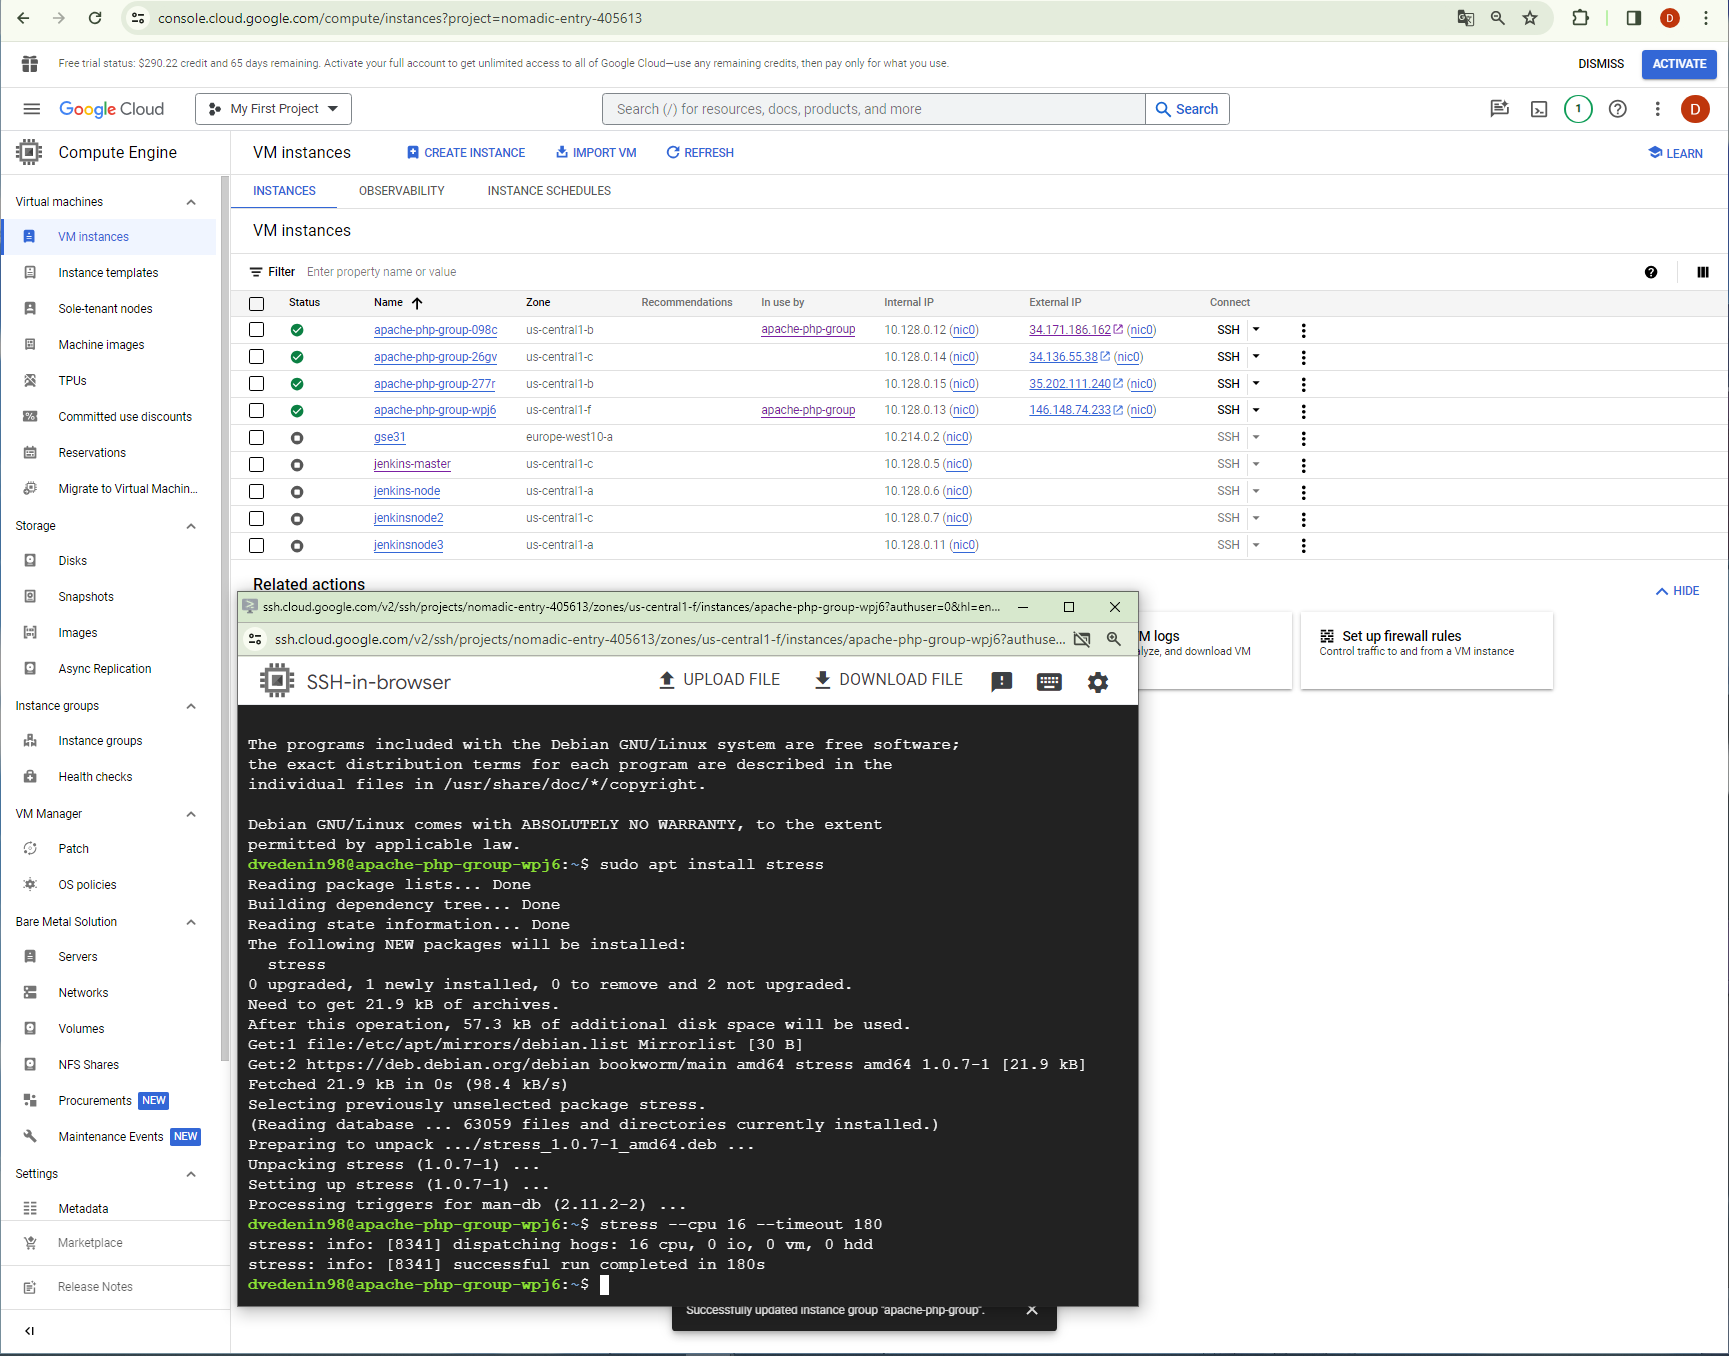 console.cloud.google.com/compute/instances?project=nomadic-entry-405613
D
Free trial status: $290.22 credit and 65 days remaining. Activate your full account to get unlimited access to all of Google Cloud—use any remaining credits, then pay only for what you use.
DISMISS
ACTIVATE
Google Cloud
My First Project
Search (/) for resources, docs, products, and more
Search
1
D
Compute Engine
VM instances
CREATE INSTANCE
IMPORT VM
REFRESH
LEARN
Virtual machines
VM instances
Instance templates
Sole-tenant nodes
Machine images
TPUs
Committed use discounts
Reservations
Migrate to Virtual Machin...
Storage
Disks
Snapshots
Images
Async Replication
Instance groups
Instance groups
Health checks
VM Manager
Patch
OS policies
Bare Metal Solution
Servers
Networks
Volumes
NFS Shares
Procurements NEW
Maintenance Events NEW
Settings
Metadata
Marketplace
Release Notes
INSTANCES OBSERVABILITY INSTANCE SCHEDULES
VM instances
Filter Enter property name or value
Status Name Zone Recommendations In use by Internal IP External IP Connect
apache-php-group-098c us-central1-b apache-php-group 10.128.0.12 (nic0) 34.171.186.162 (nic0) SSH
apache-php-group-26gv us-central1-c 10.128.0.14 (nic0) 34.136.55.38 (nic0) SSH
apache-php-group-277r us-central1-b 10.128.0.15 (nic0) 35.202.111.240 (nic0) SSH
apache-php-group-wpj6 us-central1-f apache-php-group 10.128.0.13 (nic0) 146.148.74.233 (nic0) SSH
gse31 europe-west10-a 10.214.0.2 (nic0) SSH
jenkins-master us-central1-c 10.128.0.5 (nic0) SSH
jenkins-node us-central1-a 10.128.0.6 (nic0) SSH
jenkinsnode2 us-central1-c 10.128.0.7 (nic0) SSH
jenkinsnode3 us-central1-a 10.128.0.11 (nic0) SSH
Related actions
HIDE
M logs
lyze, and download VM
Set up firewall rules
Control traffic to and from a VM instance
ssh.cloud.google.com/v2/ssh/projects/nomadic-entry-405613/zones/us-central1-f/instances/apache-php-group-wpj6?authuser=0&hl=en...
ssh.cloud.google.com/v2/ssh/projects/nomadic-entry-405613/zones/us-central1-f/instances/apache-php-group-wpj6?authuse...
SSH-in-browser
UPLOAD FILE
DOWNLOAD FILE
The programs included with the Debian GNU/Linux system are free software;
the exact distribution terms for each program are described in the
individual files in /usr/share/doc/*/copyright.
Debian GNU/Linux comes with ABSOLUTELY NO WARRANTY, to the extent
permitted by applicable law.
dvedenin98@apache-php-group-wpj6:~$ sudo apt install stress
Reading package lists... Done
Building dependency tree... Done
Reading state information... Done
The following NEW packages will be installed:
stress
0 upgraded, 1 newly installed, 0 to remove and 2 not upgraded.
Need to get 21.9 kB of archives.
After this operation, 57.3 kB of additional disk space will be used.
Get:1 file:/etc/apt/mirrors/debian.list Mirrorlist [30 B]
Get:2 https://deb.debian.org/debian bookworm/main amd64 stress amd64 1.0.7-1 [21.9 kB]
Fetched 21.9 kB in 0s (98.4 kB/s)
Selecting previously unselected package stress.
(Reading database ... 63059 files and directories currently installed.)
Preparing to unpack .../stress_1.0.7-1_amd64.deb ...
Unpacking stress (1.0.7-1) ...
Setting up stress (1.0.7-1) ...
Processing triggers for man-db (2.11.2-2) ...
dvedenin98@apache-php-group-wpj6:~$ stress --cpu 16 --timeout 180
stress: info: [8341] dispatching hogs: 16 cpu, 0 io, 0 vm, 0 hdd
stress: info: [8341] successful run completed in 180s
dvedenin98@apache-php-group-wpj6:~$
Successfully updated instance group "apache-php-group".